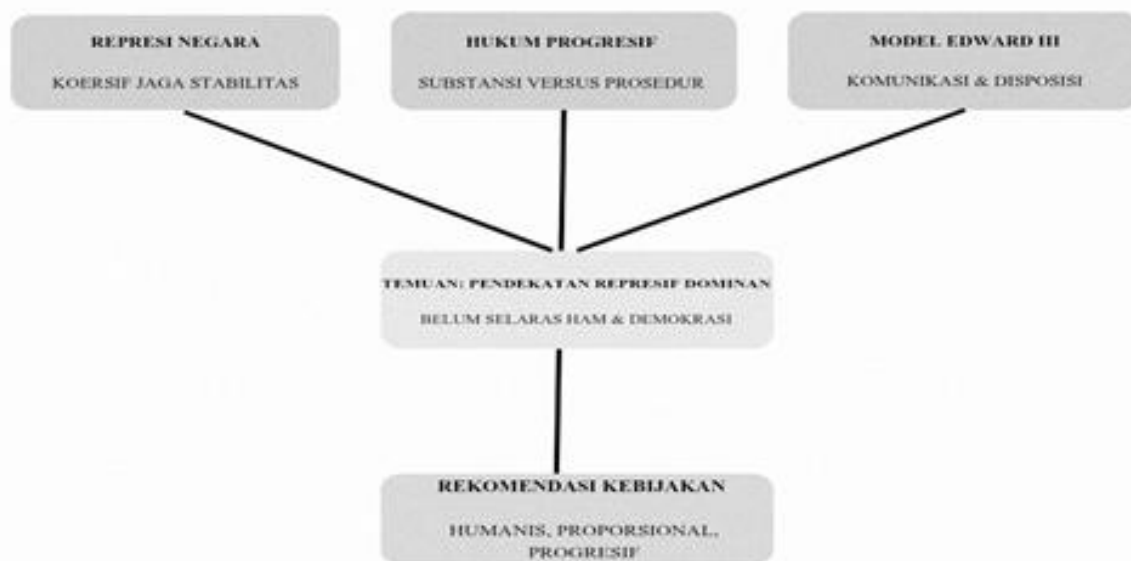 REPRESI NEGARA
KOERSIF JAGA STABILITAS
HUKUM PROGRESIF
SUBSTANSI VERSUS PROSEDUR
MODEL EDWARD III
KOMUNIKASI & DISPOSISI
TEMUAN: PENDEKATAN REPRESIF DOMINAN
BELUM SELARAS HAM & DEMOKRASI
REKOMENDASI KEBIJAKAN
HUMANIS, PROPORSIONAL,
PROGRESIF